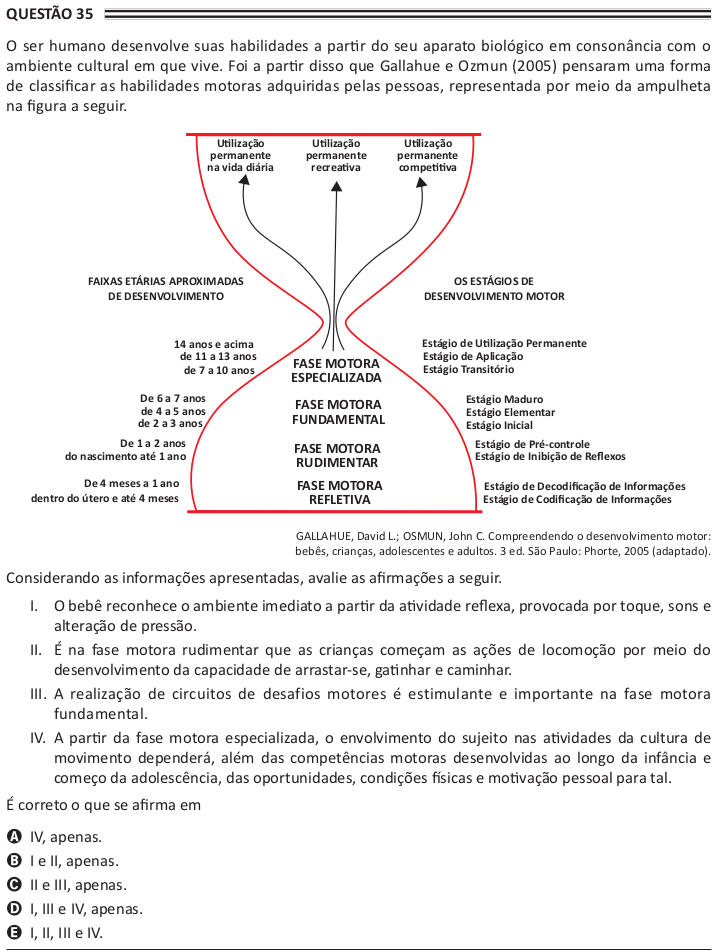 QUESTÃO 35
O ser humano desenvolve suas habilidades a partir do seu aparato biológico em consonância com o
ambiente cultural em que vive. Foi a partir disso que Gallahue e Ozmun (2005) pensaram uma forma
de classificar as habilidades motoras adquiridas pelas pessoas, representada por meio da ampulheta
na figura a seguir.
Utilização
permanente
na vida diária
Utilização
permanente
recreativa
Utilização
permanente
competitiva
FAIXAS ETÁRIAS APROXIMADAS
DE DESENVOLVIMENTO
OS ESTÁGIOS DE
DESENVOLVIMENTO MOTOR
14 anos e acima
de 11 a 13 anos
de 7 a 10 anos
FASE MOTORA
ESPECIALIZADA
Estágio de Utilização Permanente
Estágio de Aplicação
Estágio Transitório
De 6 a 7 anos
de 4 a 5 anos
de 2 a 3 anos
FASE MOTORA
FUNDAMENTAL
Estágio Maduro
Estágio Elementar
Estágio Inicial
De 1 a 2 anos
do nascimento até 1 ano
FASE MOTORA
RUDIMENTAR
Estágio de Pré-controle
Estágio de Inibição de Reflexos
De 4 meses a 1 ano
dentro do útero e até 4 meses
FASE MOTORA
REFLETIVA
Estágio de Decodificação de Informações
Estágio de Codificação de Informações
GALLAHUE, David L.; OSMUN, John C. Compreendendo o desenvolvimento motor:
bebês, crianças, adolescentes e adultos. 3 ed. São Paulo: Phorte, 2005 (adaptado).
Considerando as informações apresentadas, avalie as afirmações a seguir.
I. O bebê reconhece o ambiente imediato a partir da atividade reflexa, provocada por toque, sons e
alteração de pressão.
II. É na fase motora rudimentar que as crianças começam as ações de locomoção por meio do
desenvolvimento da capacidade de arrastar-se, gatinhar e caminhar.
III. A realização de circuitos de desafios motores é estimulante e importante na fase motora
fundamental.
IV. A partir da fase motora especializada, o envolvimento do sujeito nas atividades da cultura de
movimento dependerá, além das competências motoras desenvolvidas ao longo da infância e
começo da adolescência, das oportunidades, condições físicas e motivação pessoal para tal.
É correto o que se afirma em
A IV, apenas.
B I e II, apenas.
C II e III, apenas.
D I, III e IV, apenas.
E I, II, III e IV.